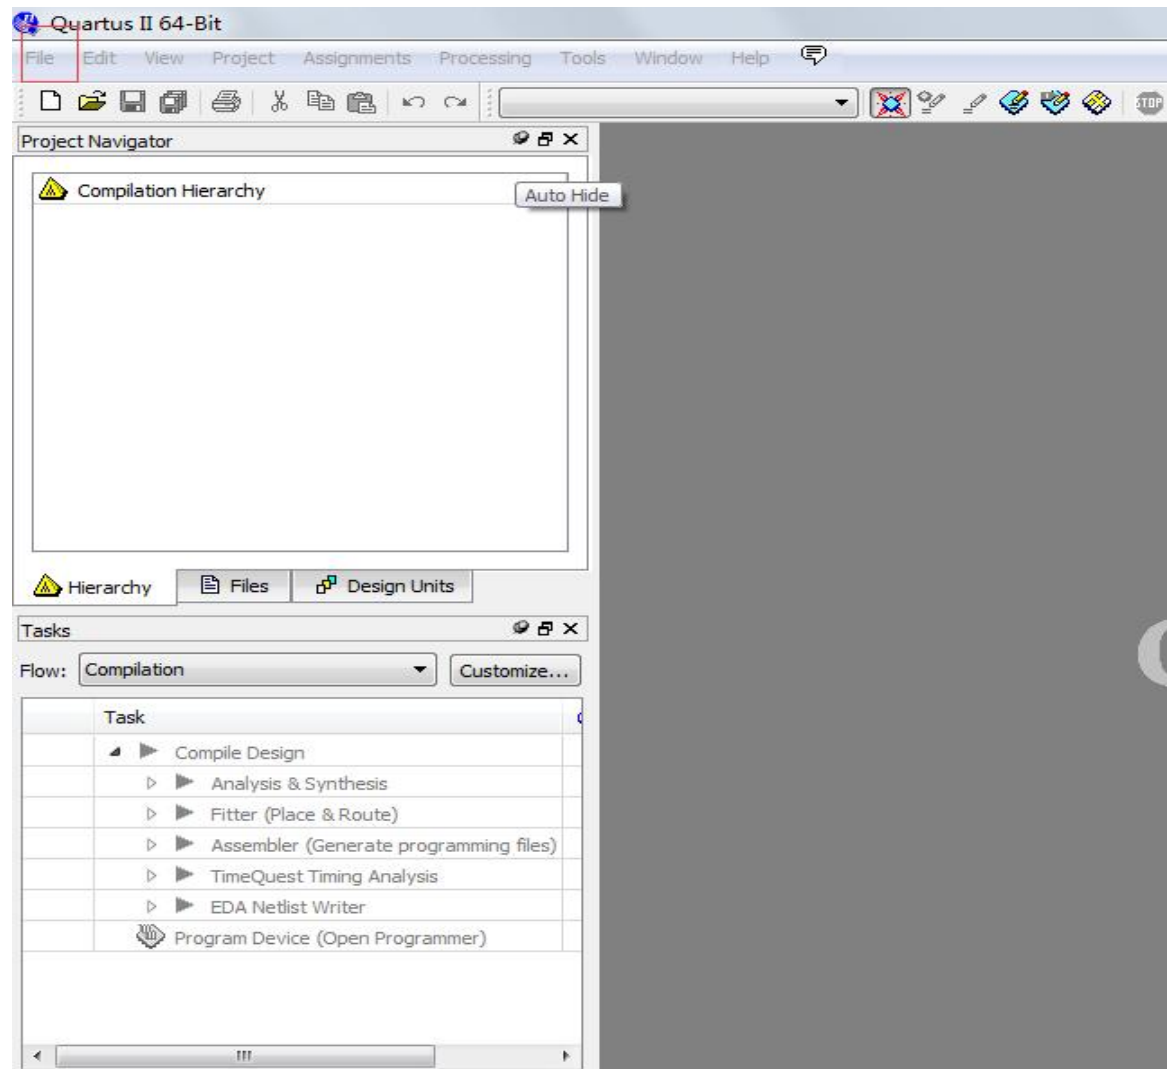 Quartus II 64-Bit
File Edit View Project Assignments Processing Tools Window Help
STOP
Project Navigator
Compilation Hierarchy
Auto Hide
Hierarchy Files Design Units
Tasks
Flow: Compilation Customize...
Task
Compile Design
Analysis & Synthesis
Fitter (Place & Route)
Assembler (Generate programming files)
TimeQuest Timing Analysis
EDA Netlist Writer
Program Device (Open Programmer)